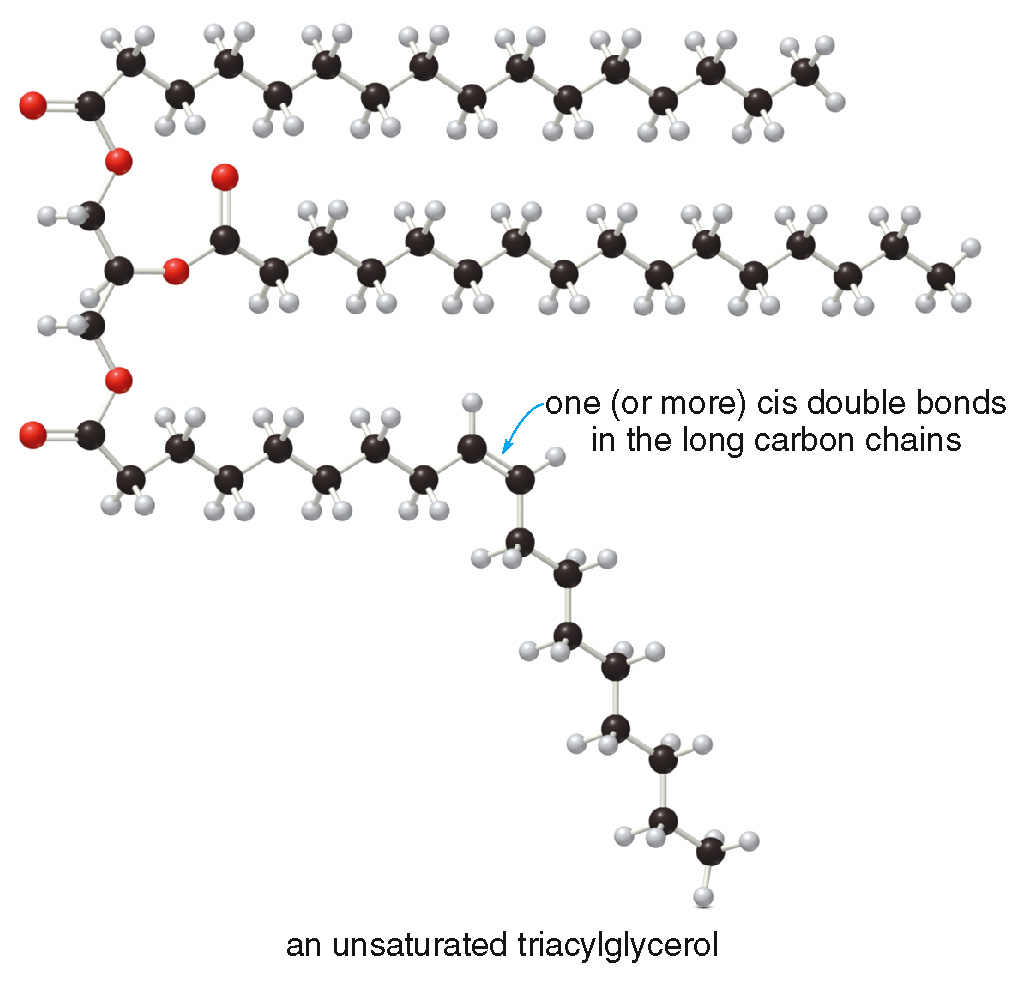 one (or more) cis double bonds
in the long carbon chains
an unsaturated triacylglycerol